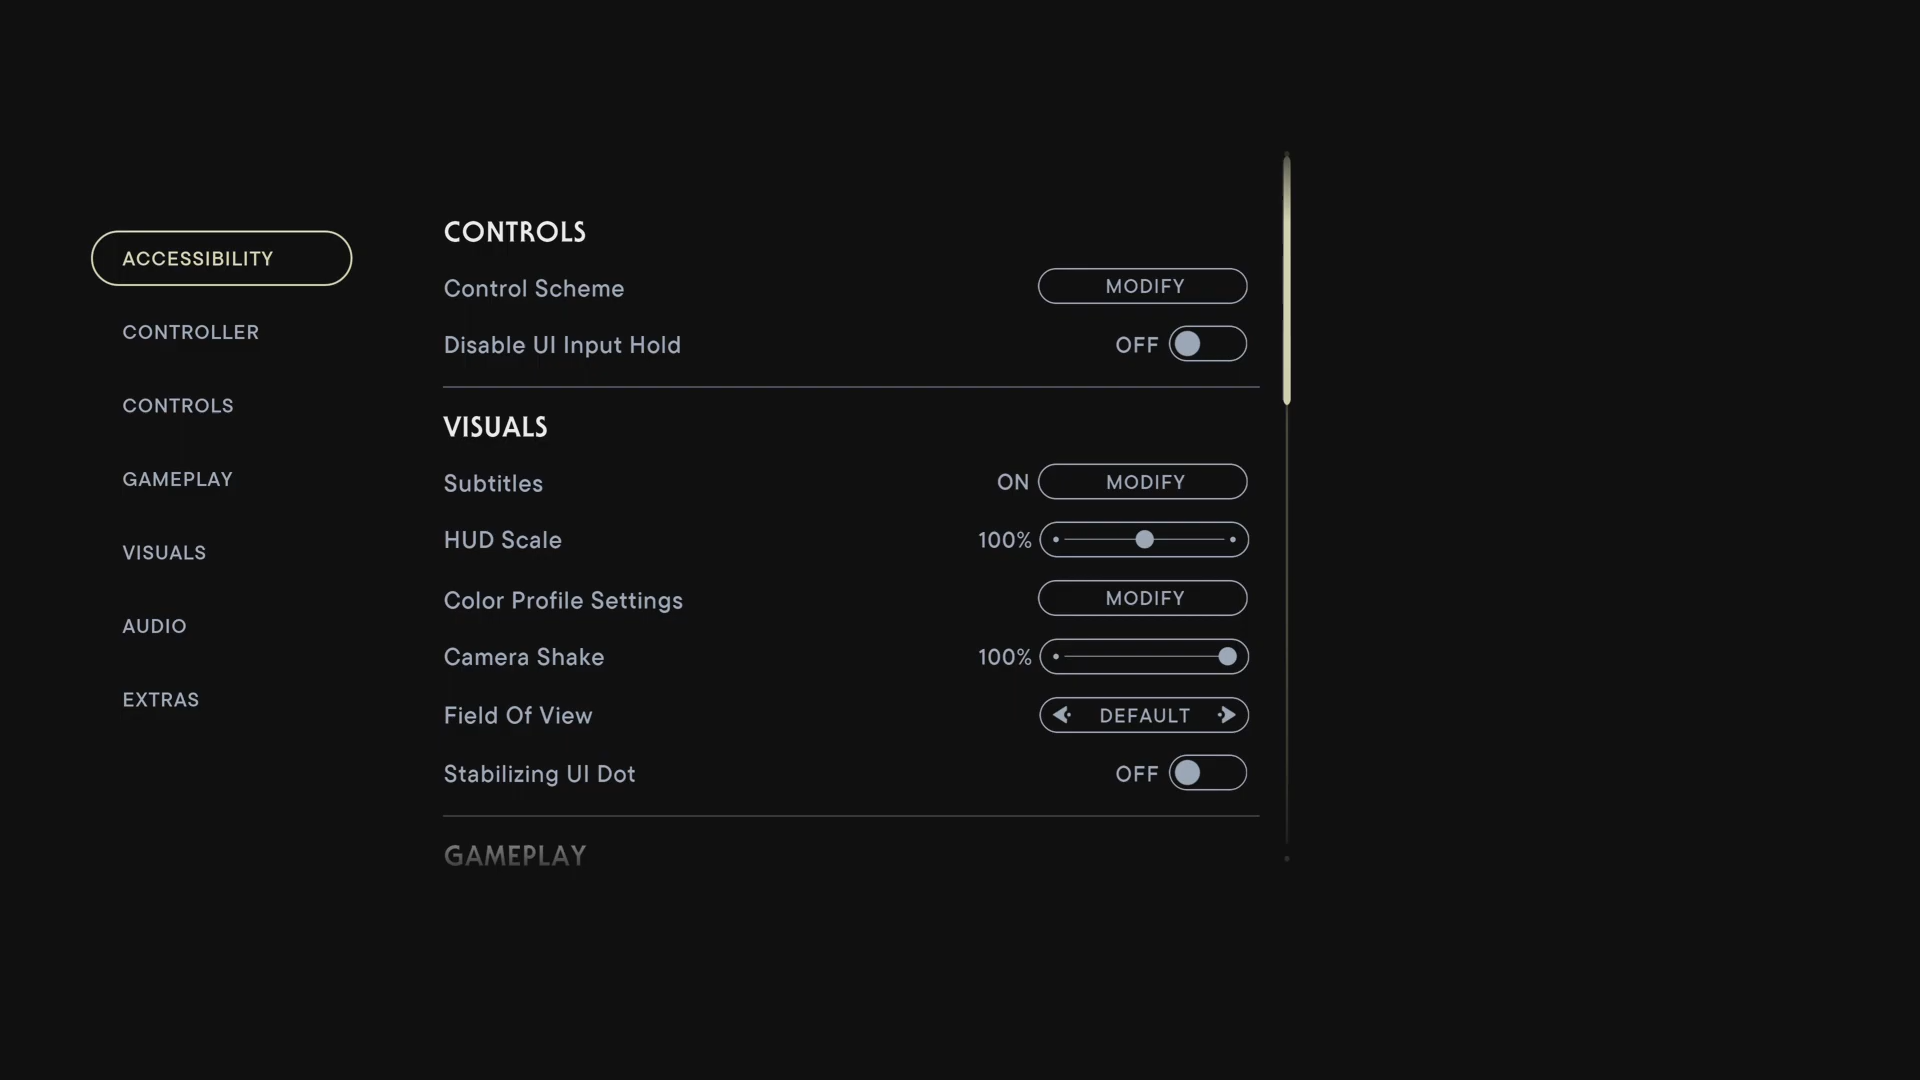 ACCESSIBILITY
CONTROLLER
CONTROLS
GAMEPLAY
VISUALS
AUDIO
EXTRAS
CONTROLS
Control Scheme MODIFY
Disable UI Input Hold OFF
VISUALS
Subtitles ON MODIFY
HUD Scale 100%
Color Profile Settings MODIFY
Camera Shake 100%
Field Of View DEFAULT
Stabilizing UI Dot OFF
GAMEPLAY